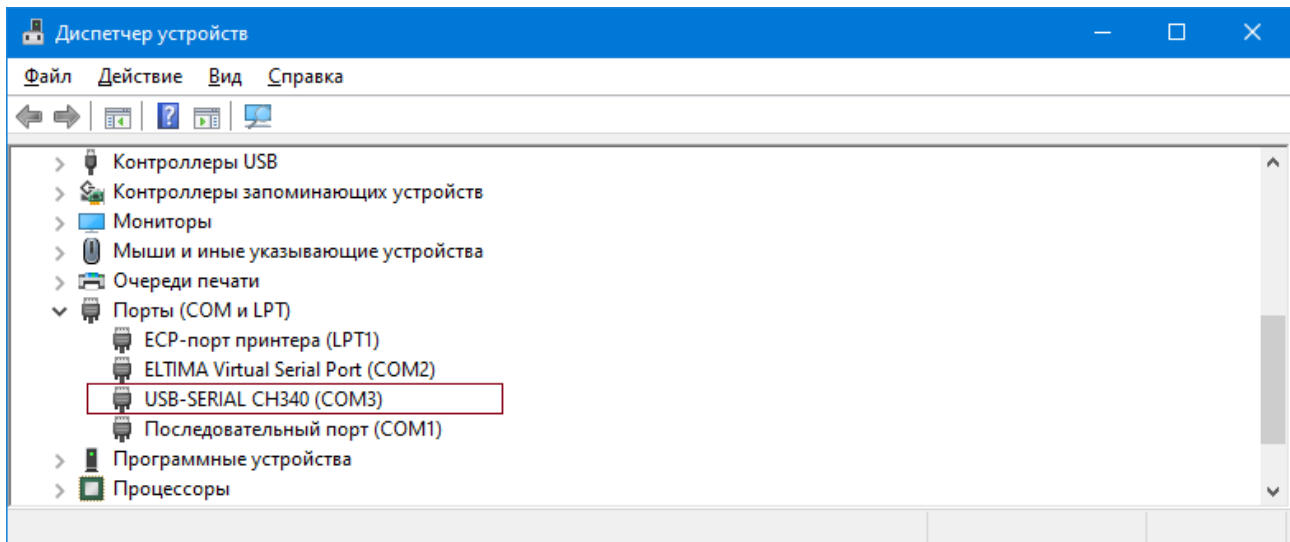 Диспетчер устройств
Файл Действие Вид Справка
Контроллеры USB
Контроллеры запоминающих устройств
Мониторы
Мыши и иные указывающие устройства
Очереди печати
Порты (COM и LPT)
ECP-порт принтера (LPT1)
ELTIMA Virtual Serial Port (COM2)
USB-SERIAL CH340 (COM3)
Последовательный порт (COM1)
Программные устройства
Процессоры